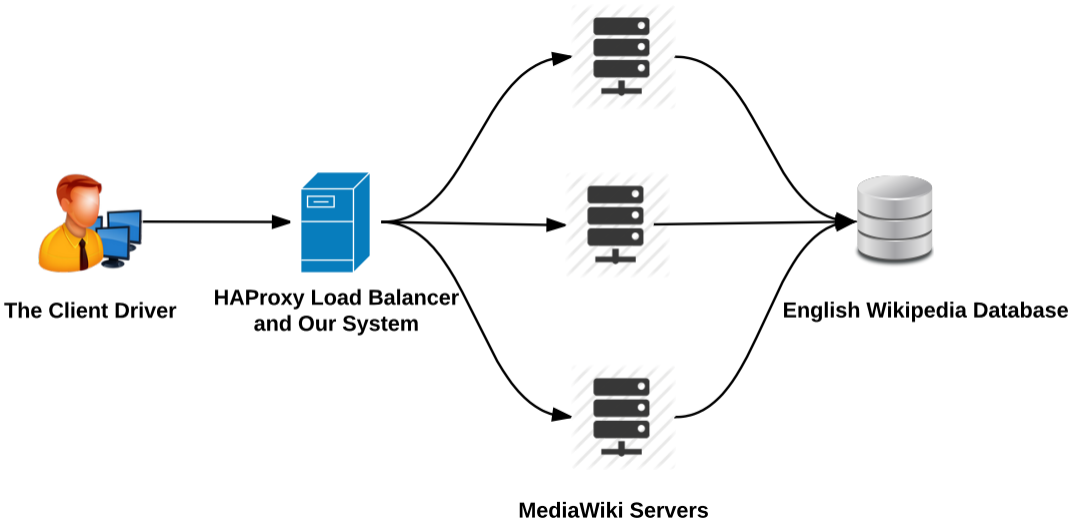 The Client Driver
HAProxy Load Balancer
and Our System
English Wikipedia Database
MediaWiki Servers